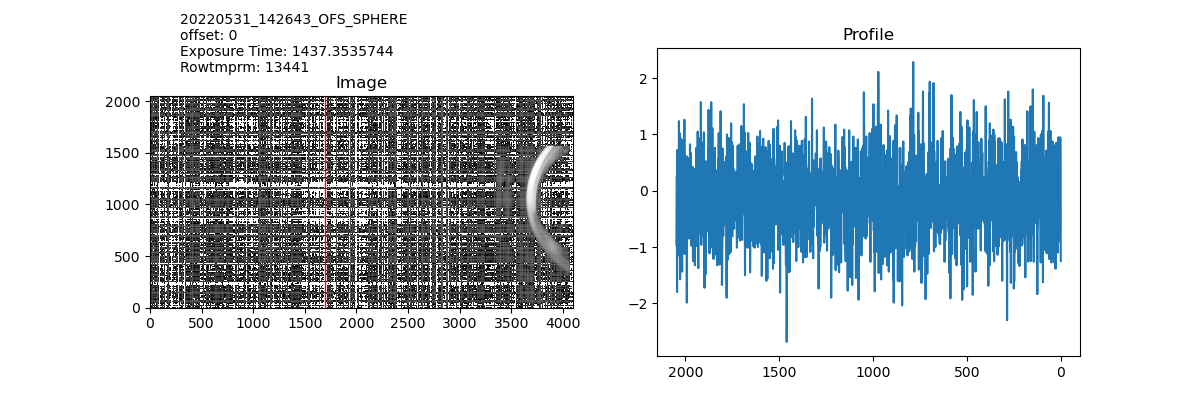 20220531_142643_OFS_SPHERE
offset: 0
Exposure Time: 1437.3535744
Rowtmprm: 13441
Image
2000
1500
1000
500
0
0 500 1000 1500 2000 2500 3000 3500 4000
Profile
2
1
0
−1
−2
2000 1500 1000 500 0